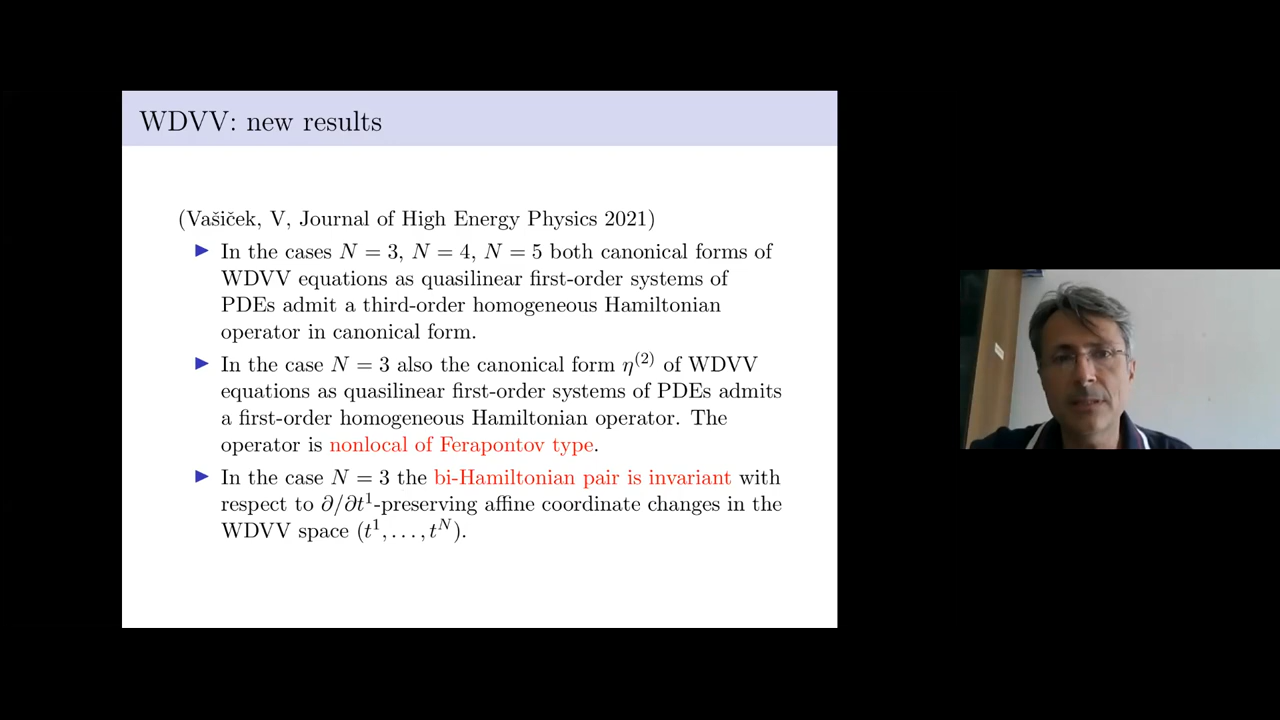 WDVV: new results
(Vašiček, V, Journal of High Energy Physics 2021)
▶ In the cases N = 3, N = 4, N = 5 both canonical forms of
WDVV equations as quasilinear first-order systems of
PDEs admit a third-order homogeneous Hamiltonian
operator in canonical form.
▶ In the case N = 3 also the canonical form η⁽²⁾ of WDVV
equations as quasilinear first-order systems of PDEs admits
a first-order homogeneous Hamiltonian operator. The
operator is nonlocal of Ferapontov type.
▶ In the case N = 3 the bi-Hamiltonian pair is invariant with
respect to ∂/∂t¹-preserving affine coordinate changes in the
WDVV space (t¹, . . . , tᴺ).